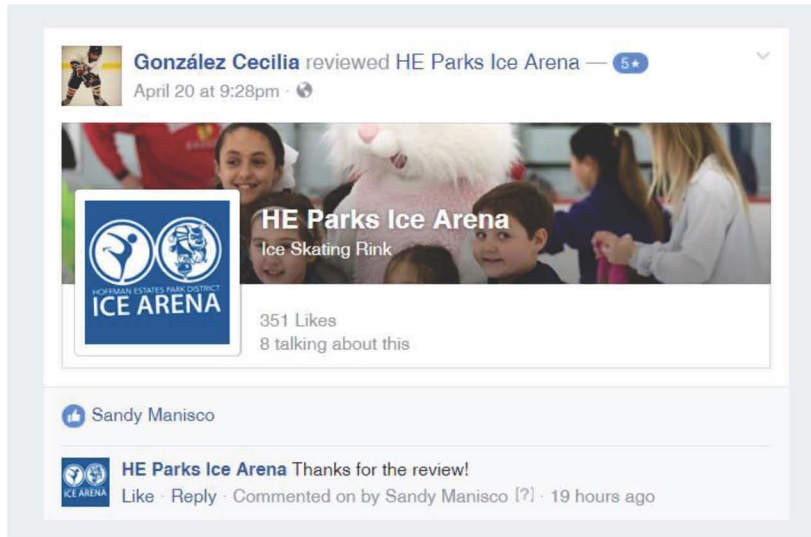 González Cecilia reviewed HE Parks Ice Arena — 5★
April 20 at 9:28pm ·
HE Parks Ice Arena
Ice Skating Rink
HOFFMAN ESTATES PARK DISTRICT
ICE ARENA
351 Likes
8 talking about this
Sandy Manisco
HE Parks Ice Arena Thanks for the review!
ICE ARENA
Like · Reply · Commented on by Sandy Manisco [?] · 19 hours ago